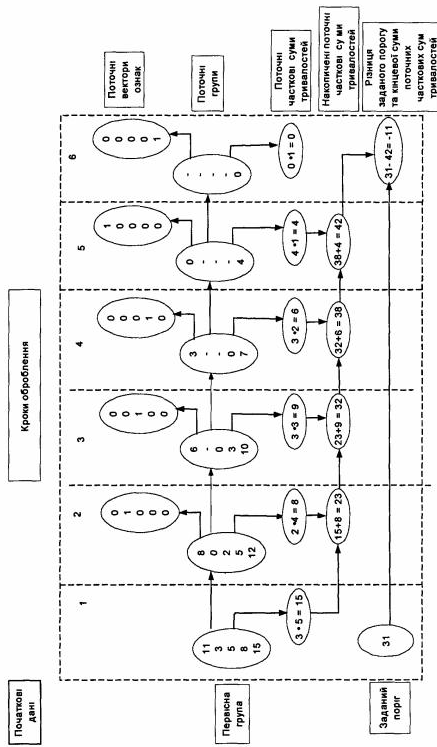 Початкові
дані
Кроки оброблення
1
2
3
4
5
6
0
1
0
0
0
0
0
1
0
0
0
0
0
1
0
1
0
0
0
0
0
0
0
0
1
Поточні
вектори
ознак
Первісна
група
11
3
5
8
15
8
0
2
5
12
6
-
0
3
10
3
-
-
0
7
0
-
-
-
4
-
-
-
-
0
Поточні
групи
3 * 5 = 15
2 *4 = 8
3 *3 = 9
3 *2 = 6
4 *1 = 4
0 *1 = 0
Поточні
часткові суми
тривалостей
15+8 = 23
23+9 = 32
32+6 = 38
38+4 = 42
Накопичені поточні
часткові суми
тривалостей
Заданий
поріг
31
31- 42= -11
Різниця
заданого порогу
та кінцевої суми
поточних
часткових сум
тривалостей